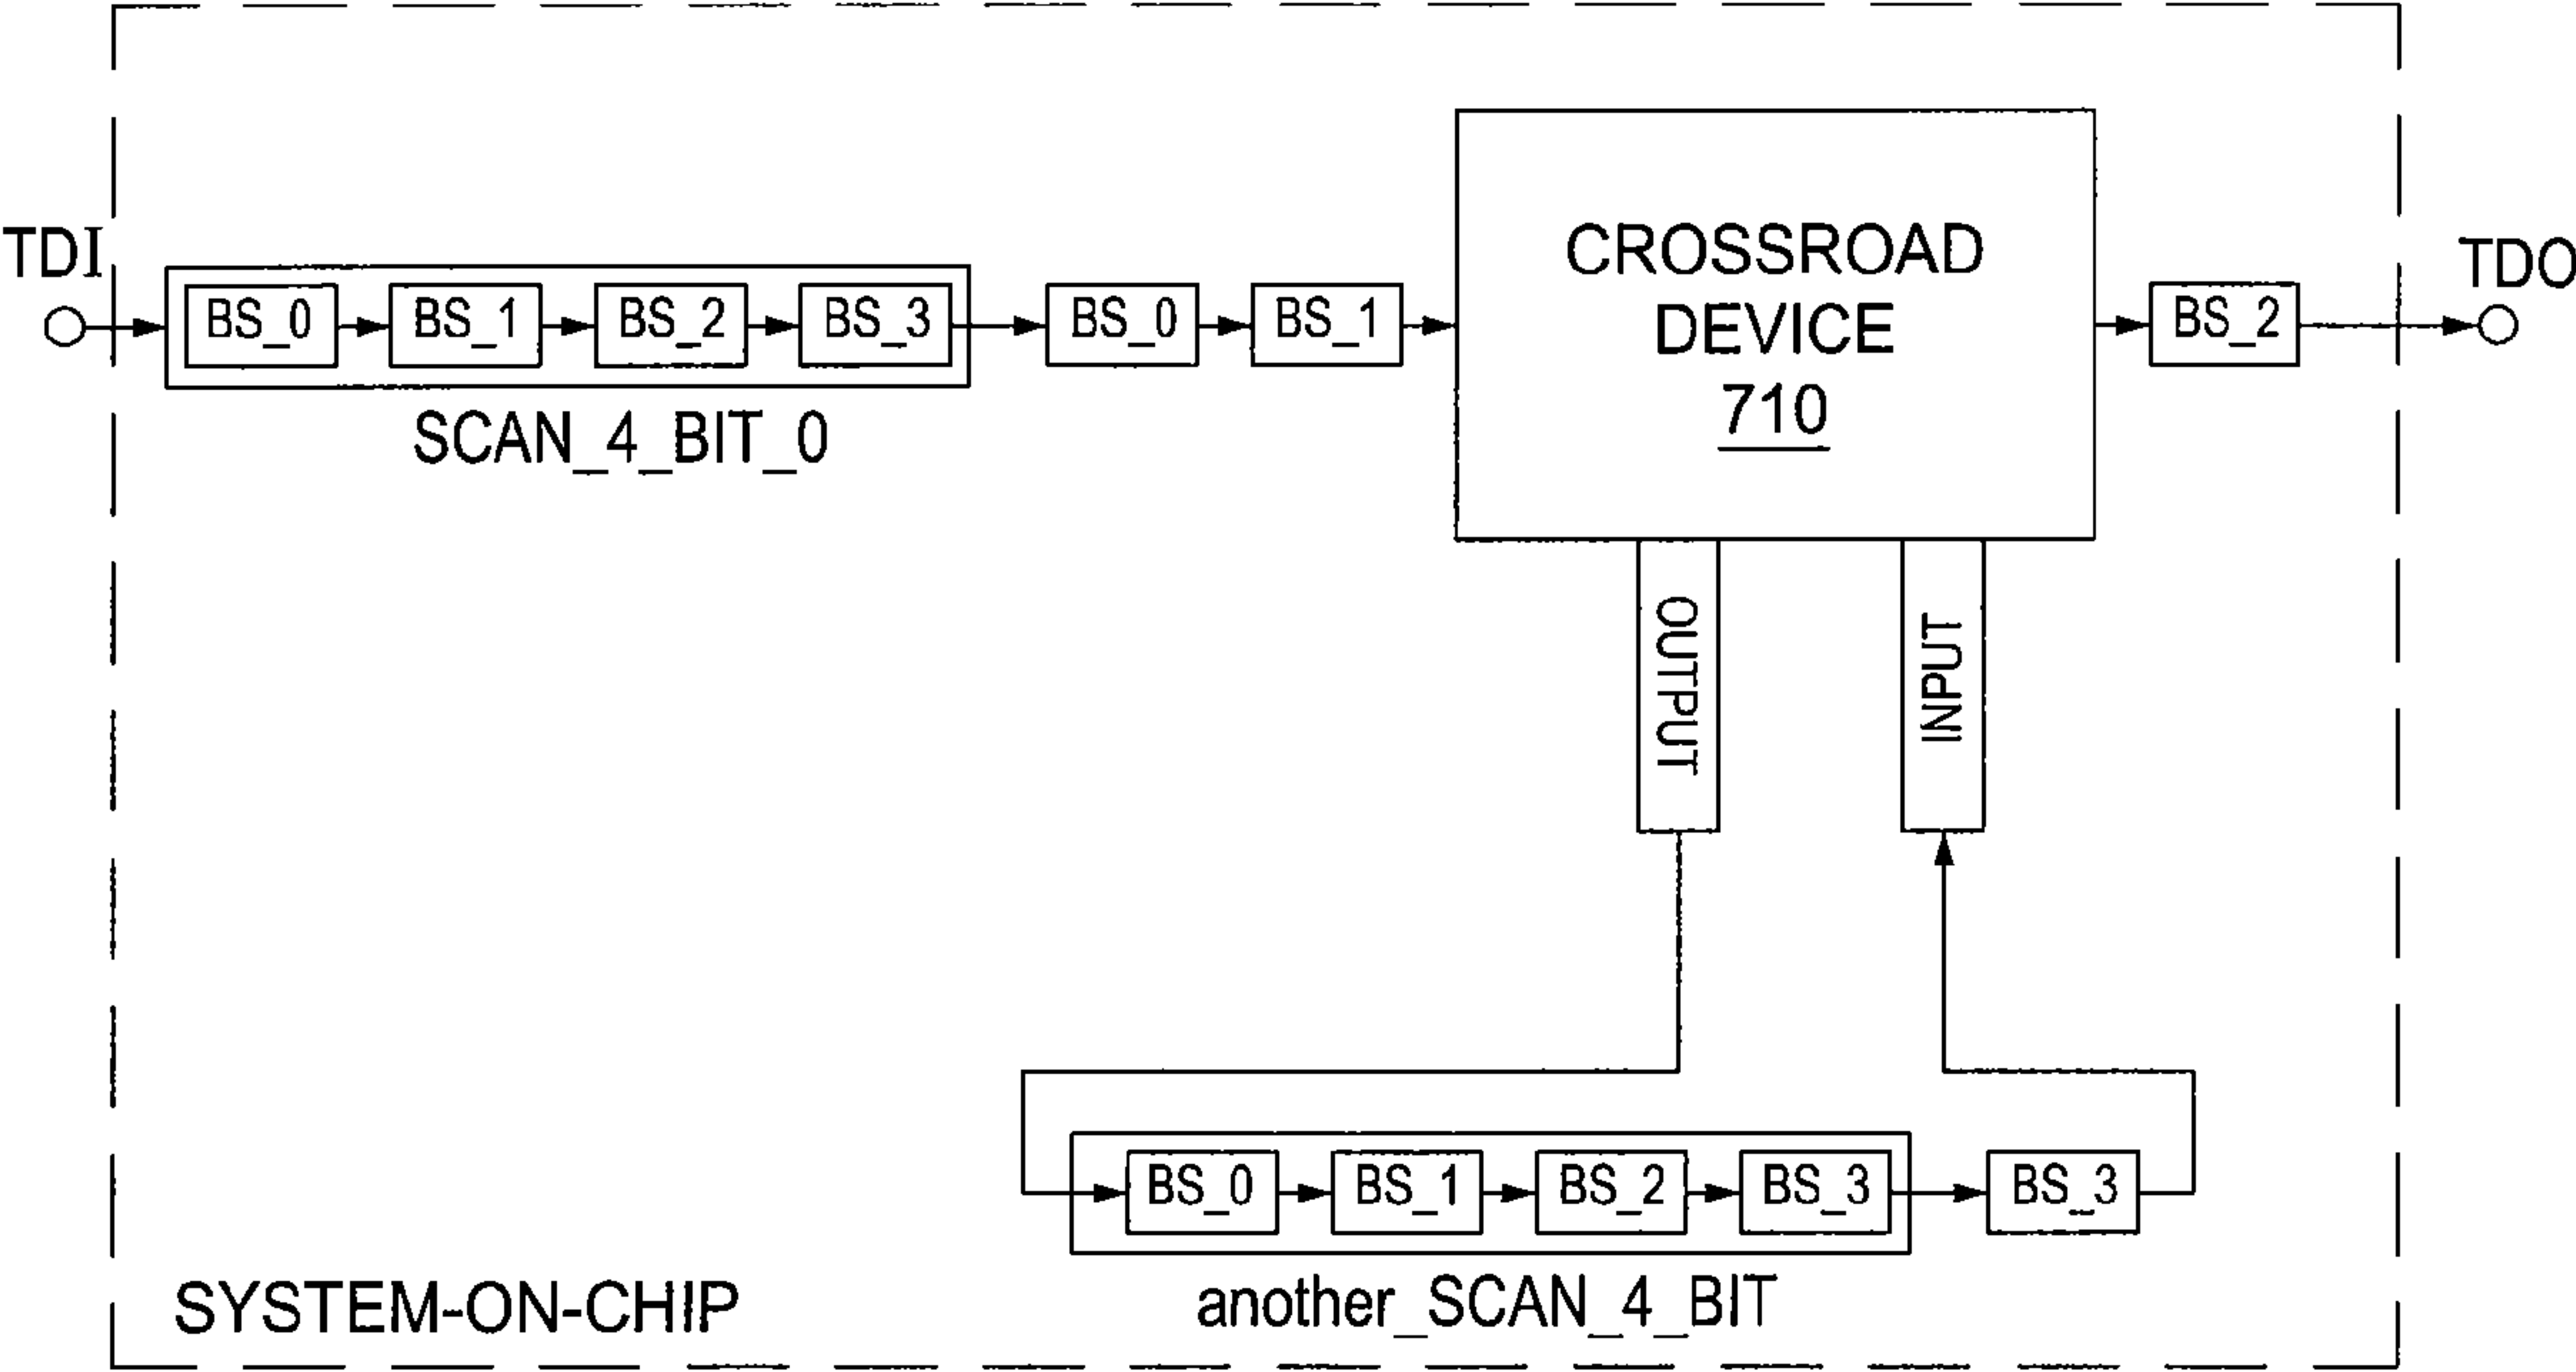 TDI
BS_0 BS_1 BS_2 BS_3 BS_0 BS_1
SCAN_4_BIT_0
CROSSROAD
DEVICE
710
BS_2
TDO
OUTPUT
INPUT
BS_0 BS_1 BS_2 BS_3 BS_3
another_SCAN_4_BIT
SYSTEM-ON-CHIP